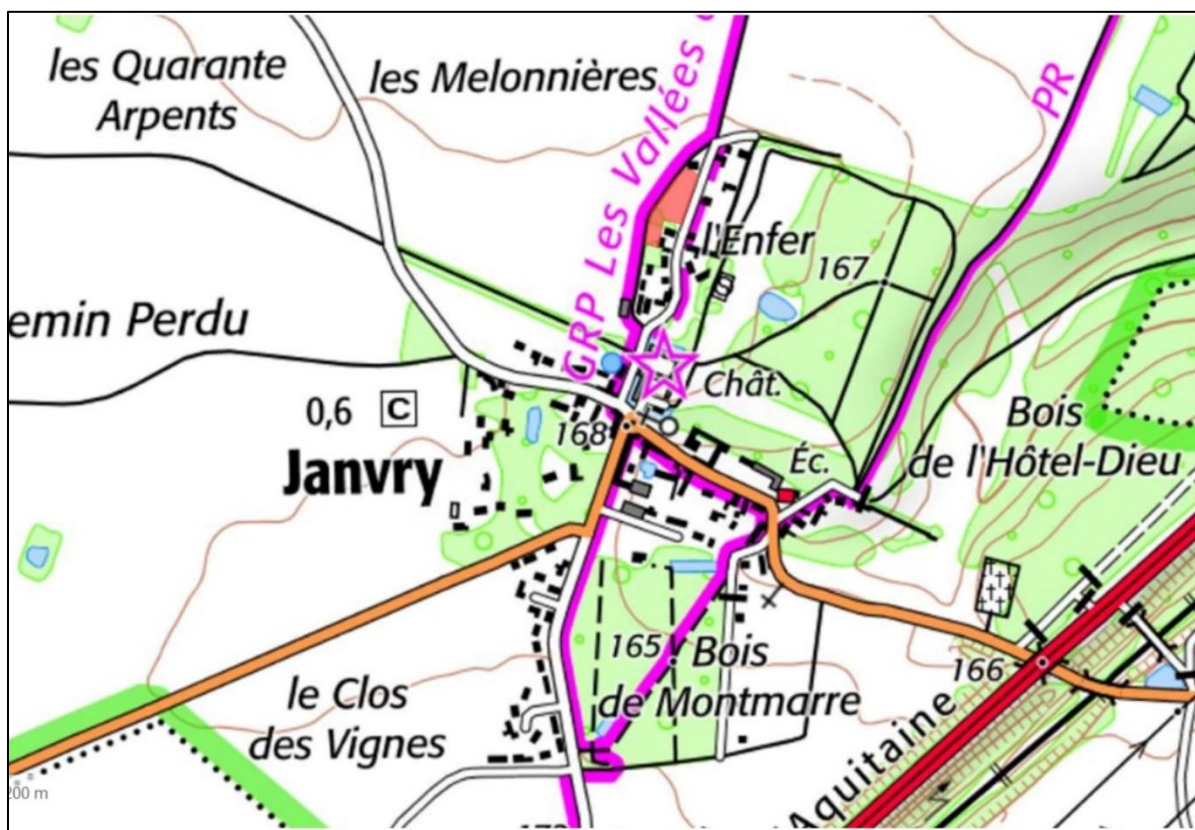 les Quarante
Arpents
les Melonnières
GRP Les Vallées
PR
l'Enfer
167
emin Perdu
Chât.
0,6 C
168
Janvry
Éc.
Bois
de l'Hôtel-Dieu
165
Bois
de Montmarre
166
le Clos
des Vignes
Aquitaine
200 m